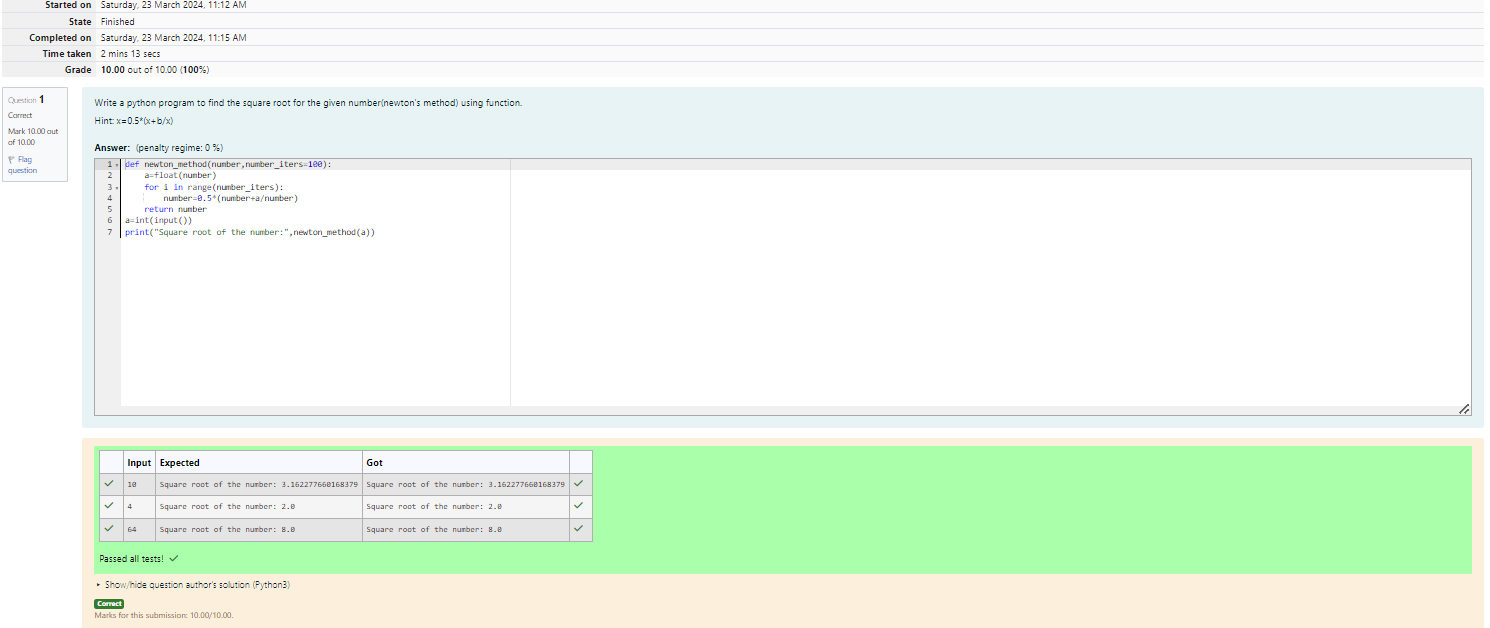 Started on Saturday, 23 March 2024, 11:12 AM
State Finished
Completed on Saturday, 23 March 2024, 11:15 AM
Time taken 2 mins 13 secs
Grade 10.00 out of 10.00 (100%)
Question 1
Correct
Mark 10.00 out
of 10.00
Flag
question
Write a python program to find the square root for the given number(newton's method) using function.
Hint: x=0.5*(x+b/x)
Answer: (penalty regime: 0 %)
1 def newton_method(number,number_iters=100):
2 a=float(number)
3 for i in range(number_iters):
4 number=0.5*(number+a/number)
5 return number
6 a=int(input())
7 print("Square root of the number:",newton_method(a))
Input Expected Got
10 Square root of the number: 3.162277660168379 Square root of the number: 3.162277660168379
4 Square root of the number: 2.0 Square root of the number: 2.0
64 Square root of the number: 8.0 Square root of the number: 8.0
Passed all tests!
Show/hide question author's solution (Python3)
Correct
Marks for this submission: 10.00/10.00.